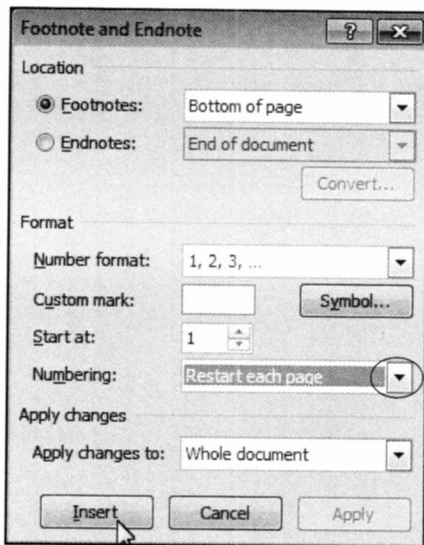 Footnote and Endnote
Location
Footnotes: Bottom of page
Endnotes: End of document
Convert...
Format
Number format: 1, 2, 3, ...
Custom mark: Symbol...
Start at: 1
Numbering: Restart each page
Apply changes
Apply changes to: Whole document
Insert Cancel Apply